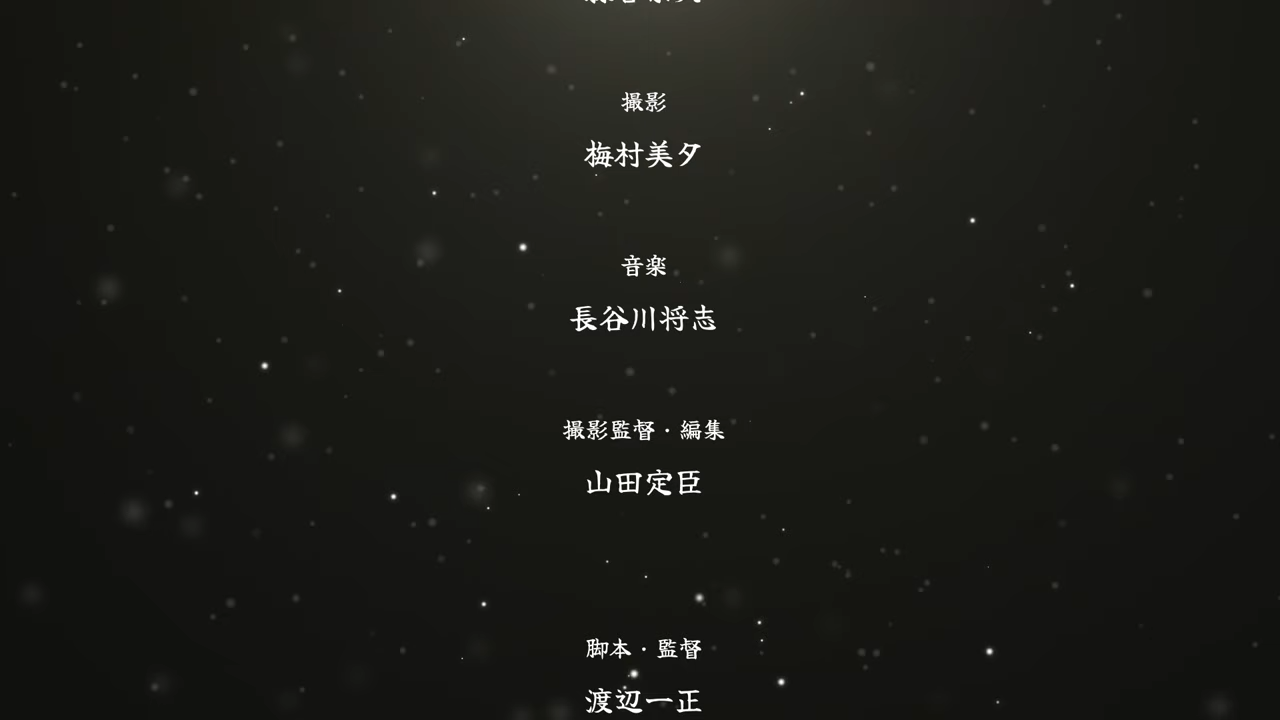 撮影
梅村美夕
音楽
長谷川将志
撮影監督・編集
山田定臣
脚本・監督
渡辺一正